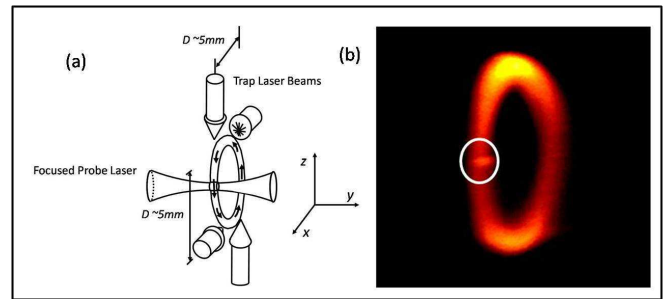 (a)
D ~5mm
Trap Laser Beams
Focused Probe Laser
D ~5mm
z
y
x
(b)